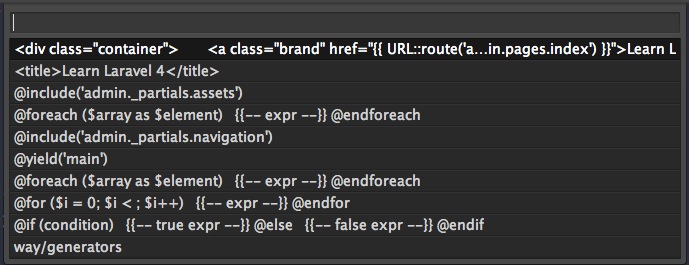 <div class="container">       <a class="brand" href="{{ URL::route('a...in.pages.index') }}">Learn L
<title>Learn Laravel 4</title>
@include('admin._partials.assets')
@foreach ($array as $element)   {{-- expr --}} @endforeach
@include('admin._partials.navigation')
@yield('main')
@foreach ($array as $element)   {{-- expr --}} @endforeach
@for ($i = 0; $i < ; $i++)   {{-- expr --}} @endfor
@if (condition)   {{-- true expr --}} @else   {{-- false expr --}} @endif
way/generators